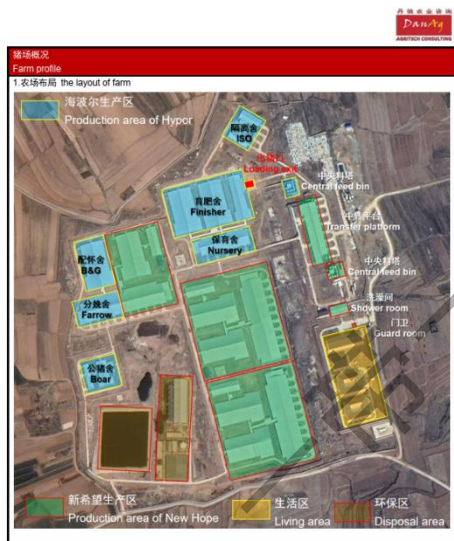 丹瑞农业咨询
DanAg
AGRITECH CONSULTING
猪场概况
Farm profile
1.农场布局 the layout of farm
海波尔生产区
Production area of Hypor
隔离舍
ISO
出猪口
Loading exit
中央料塔
Central feed bin
育肥舍
Finisher
中转平台
Transfer platform
保育舍
Nursery
配怀舍
B&G
中央料塔
Central feed bin
分娩舍
Farrow
洗澡间
Shower room
门卫
Guard room
公猪舍
Boar
新希望生产区
Production area of New Hope
生活区
Living area
环保区
Disposal area